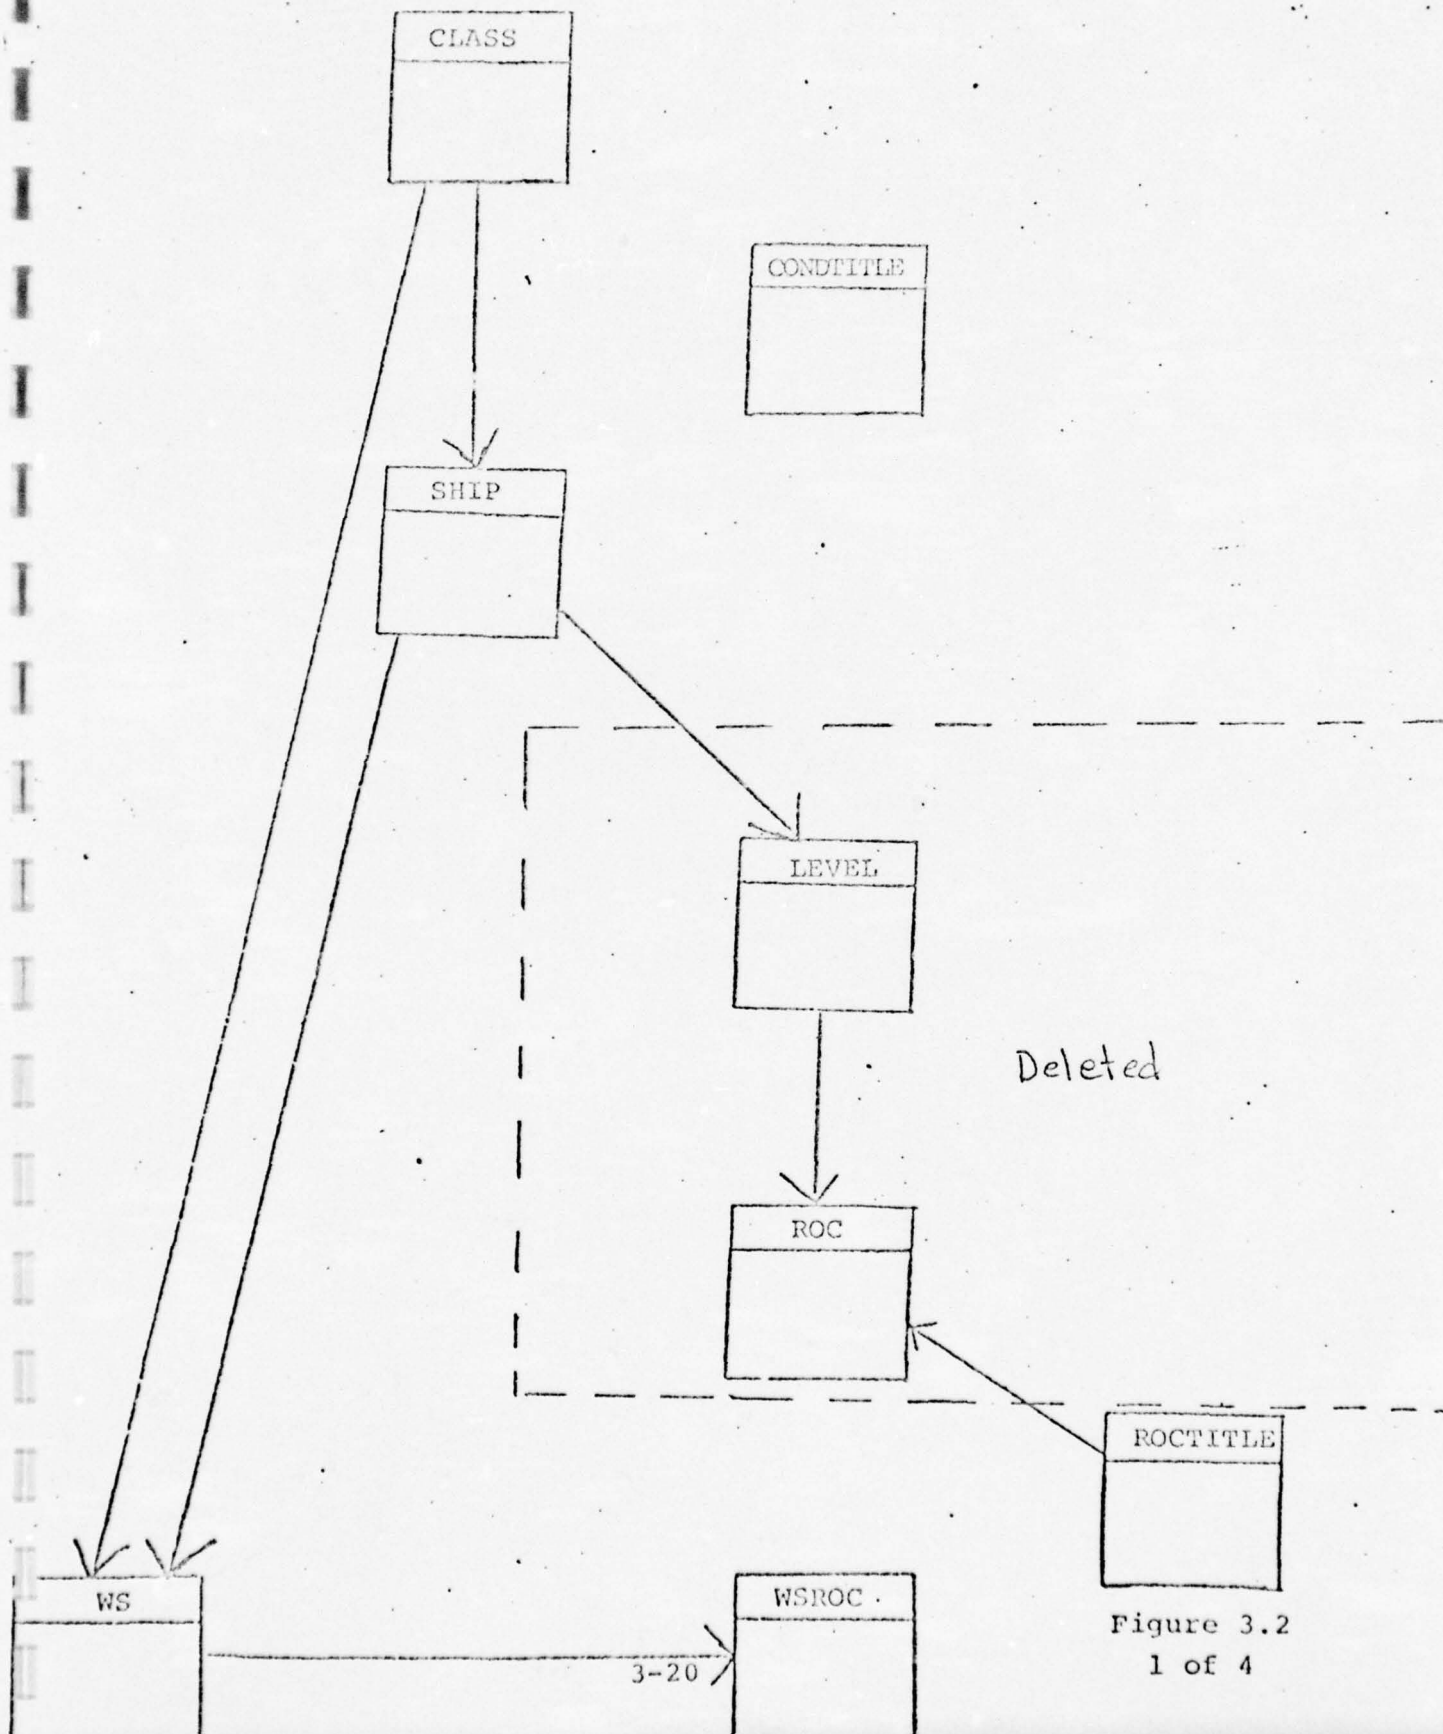 CLASS
CONDTITLE
SHIP
LEVEL
Deleted
ROC
ROCTITLE
WS
WSROC
Figure 3.2
1 of 4
3-20